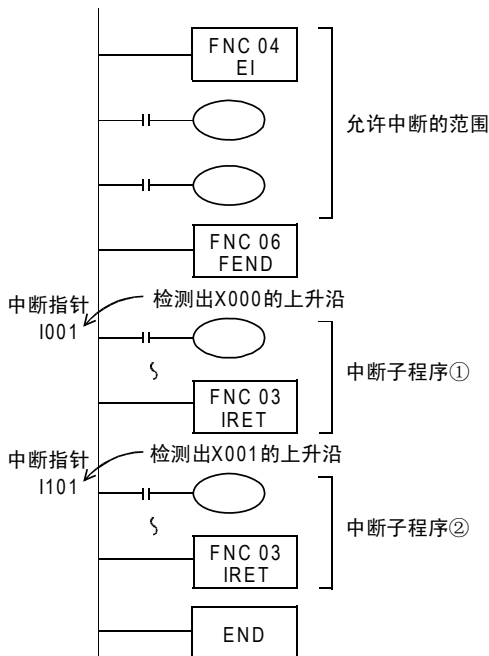 FNC 04
EI
允许中断的范围
FNC 06
FEND
中断指针
I001
检测出X000的上升沿
中断子程序①
FNC 03
IRET
中断指针
I101
检测出X001的上升沿
中断子程序②
FNC 03
IRET
END